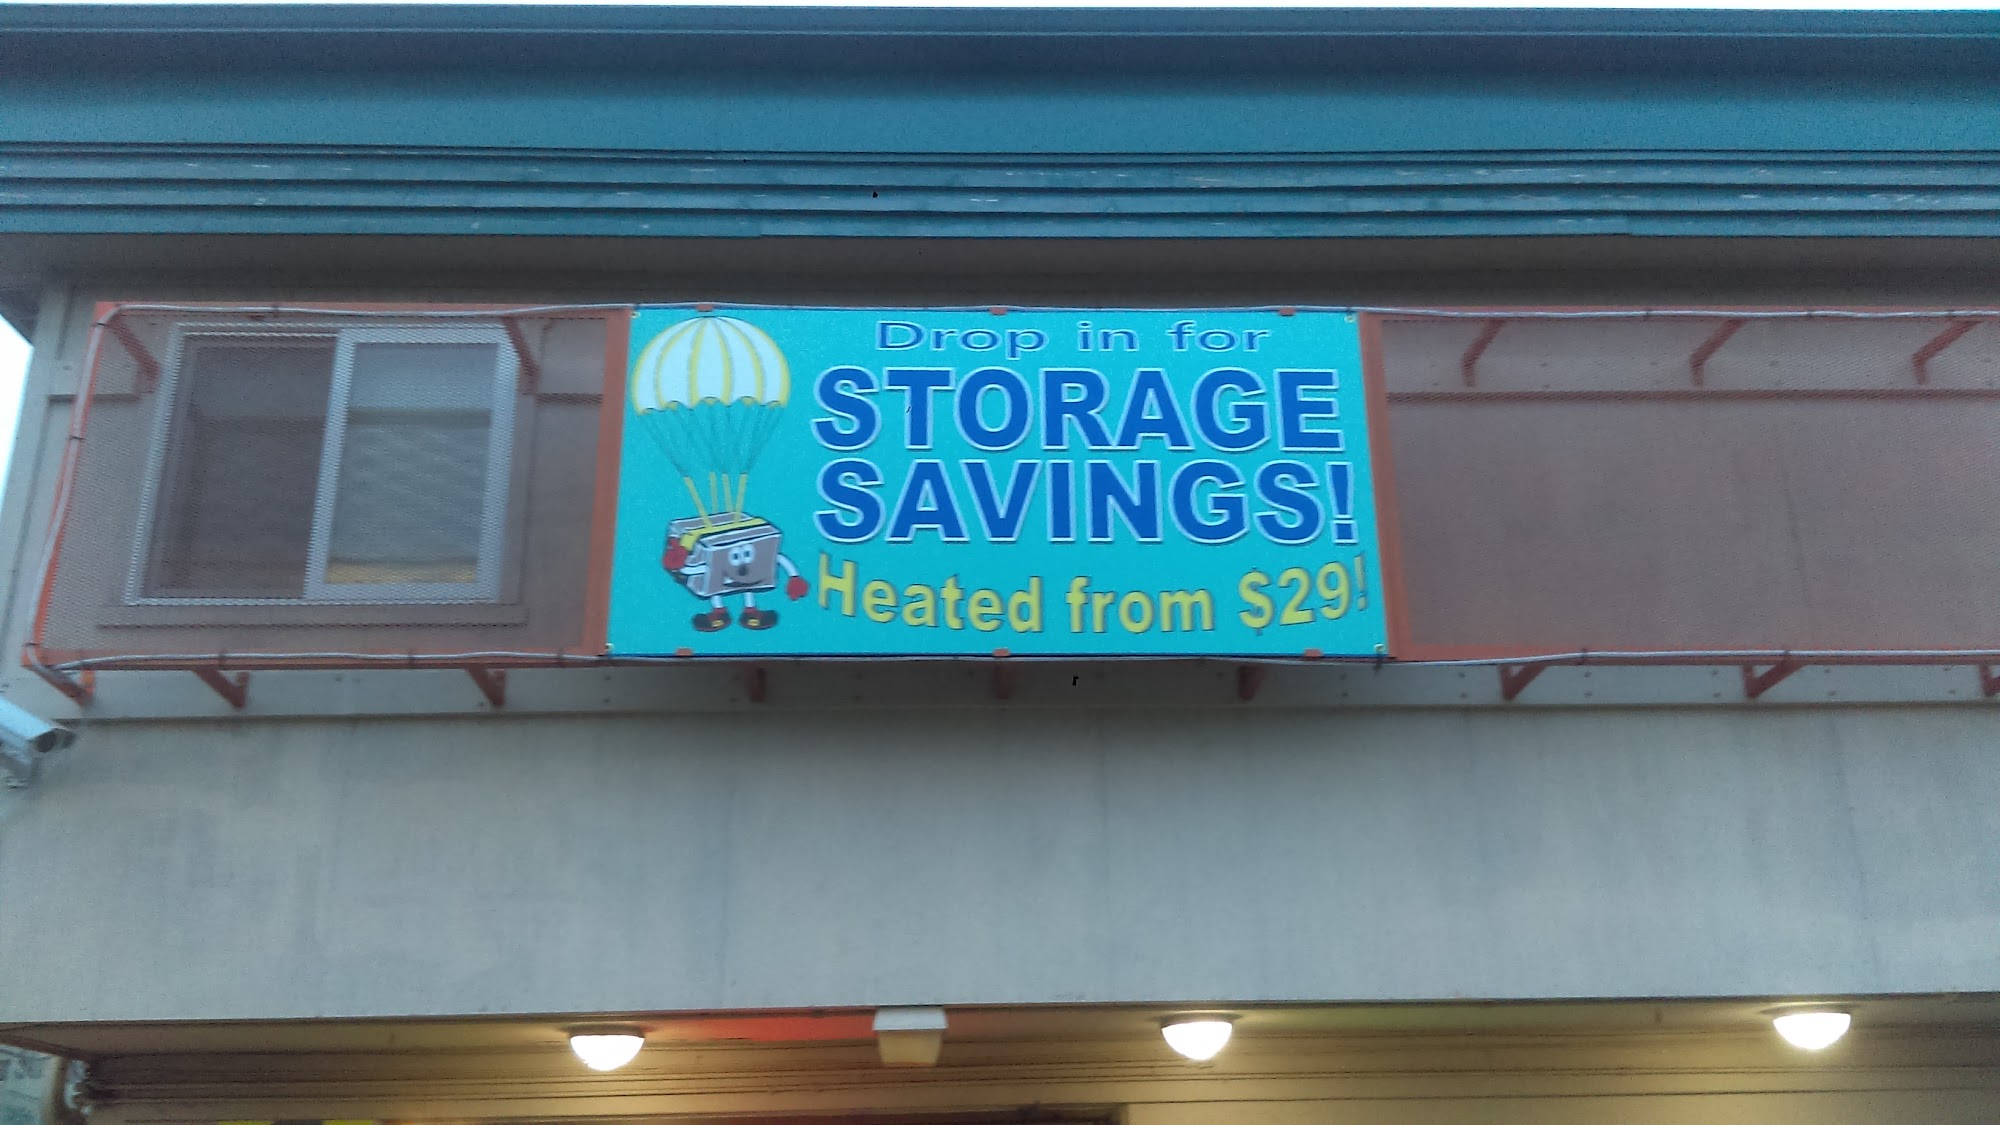 Drop in for
STORAGE
SAVINGS!
Heated from $29!